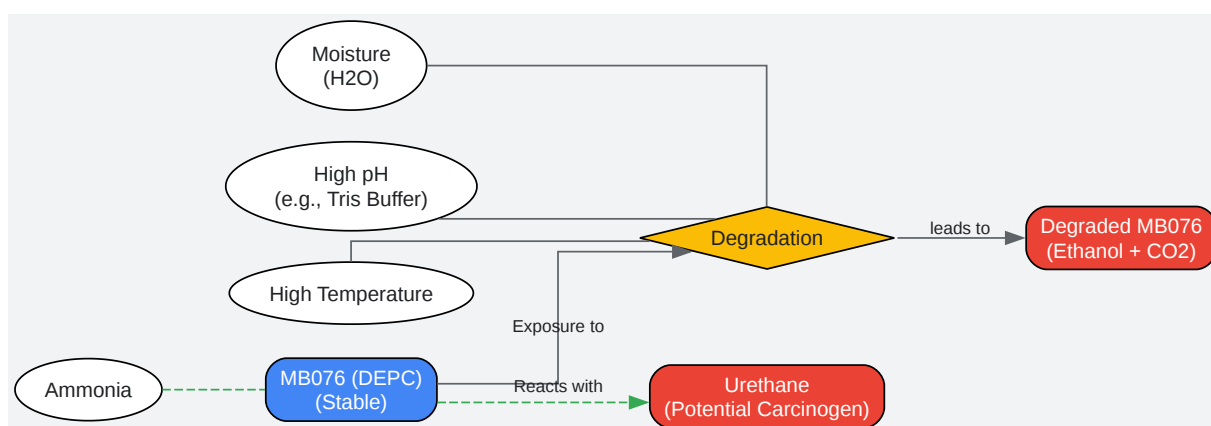 Moisture
(H2O)
High pH
(e.g., Tris Buffer)
Degradation
leads to
Degraded MB076
(Ethanol + CO2)
High Temperature
Exposure to
Ammonia
MB076 (DEPC)
(Stable)
Reacts with
Urethane
(Potential Carcinogen)